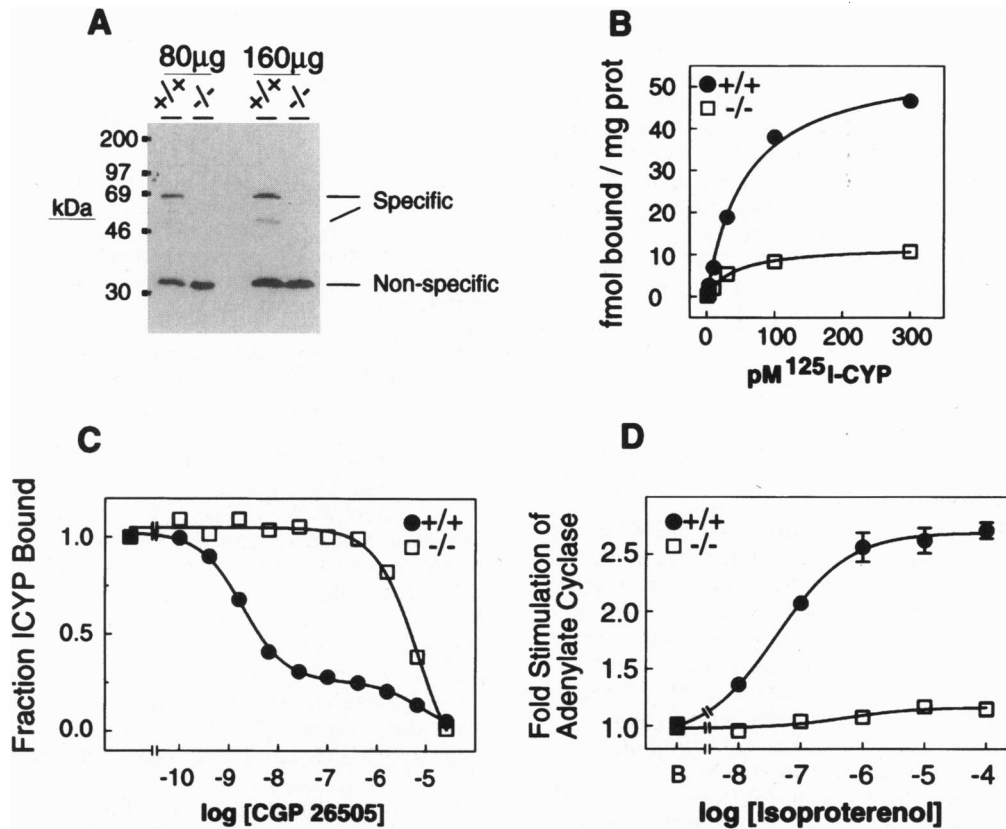 A
80µg 160µg
+/+ -/- +/+ -/-
200
97
69
kDa
46
30
Specific
Non-specific
B
fmol bound / mg prot
50
40
30
20
10
0
+/+
-/-
0 100 200 300
pM 125I-CYP
C
Fraction ICYP Bound
1.0
0.5
0.0
+/+
-/-
-10 -9 -8 -7 -6 -5
log [CGP 26505]
D
Fold Stimulation of
Adenylate Cyclase
2.5
2.0
1.5
1.0
+/+
-/-
B -8 -7 -6 -5 -4
log [Isoproterenol]